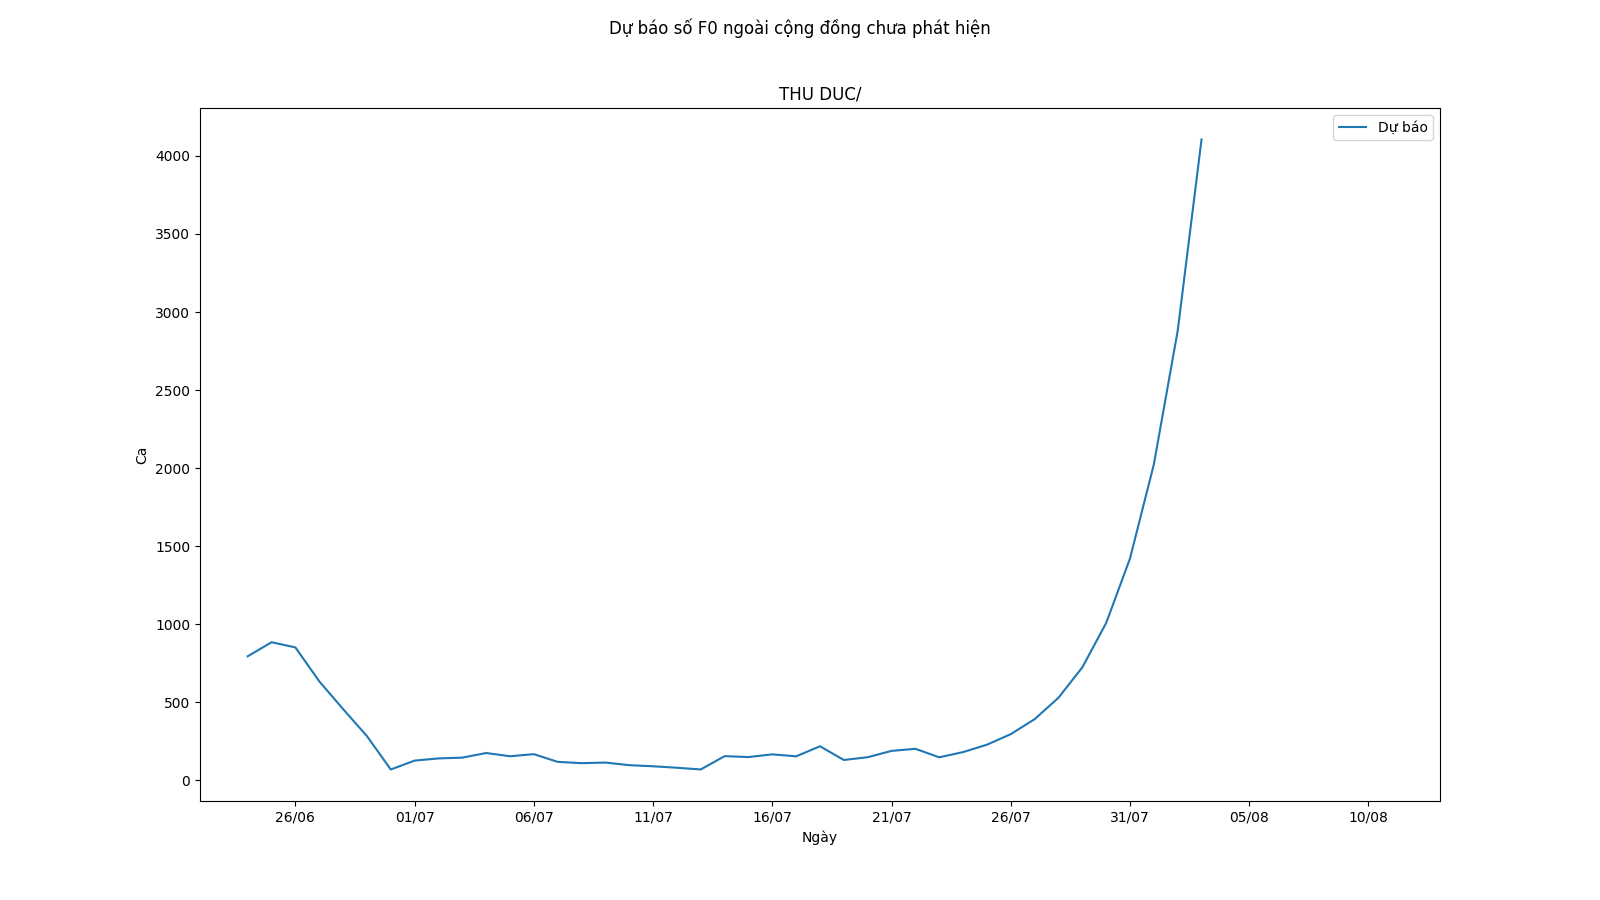 Dự báo số F0 ngoài cộng đồng chưa phát hiện
THU DUC/
Dự báo
4000
3500
3000
2500
2000
1500
1000
500
0
Ca
26/06 01/07 06/07 11/07 16/07 21/07 26/07 31/07 05/08 10/08
Ngày